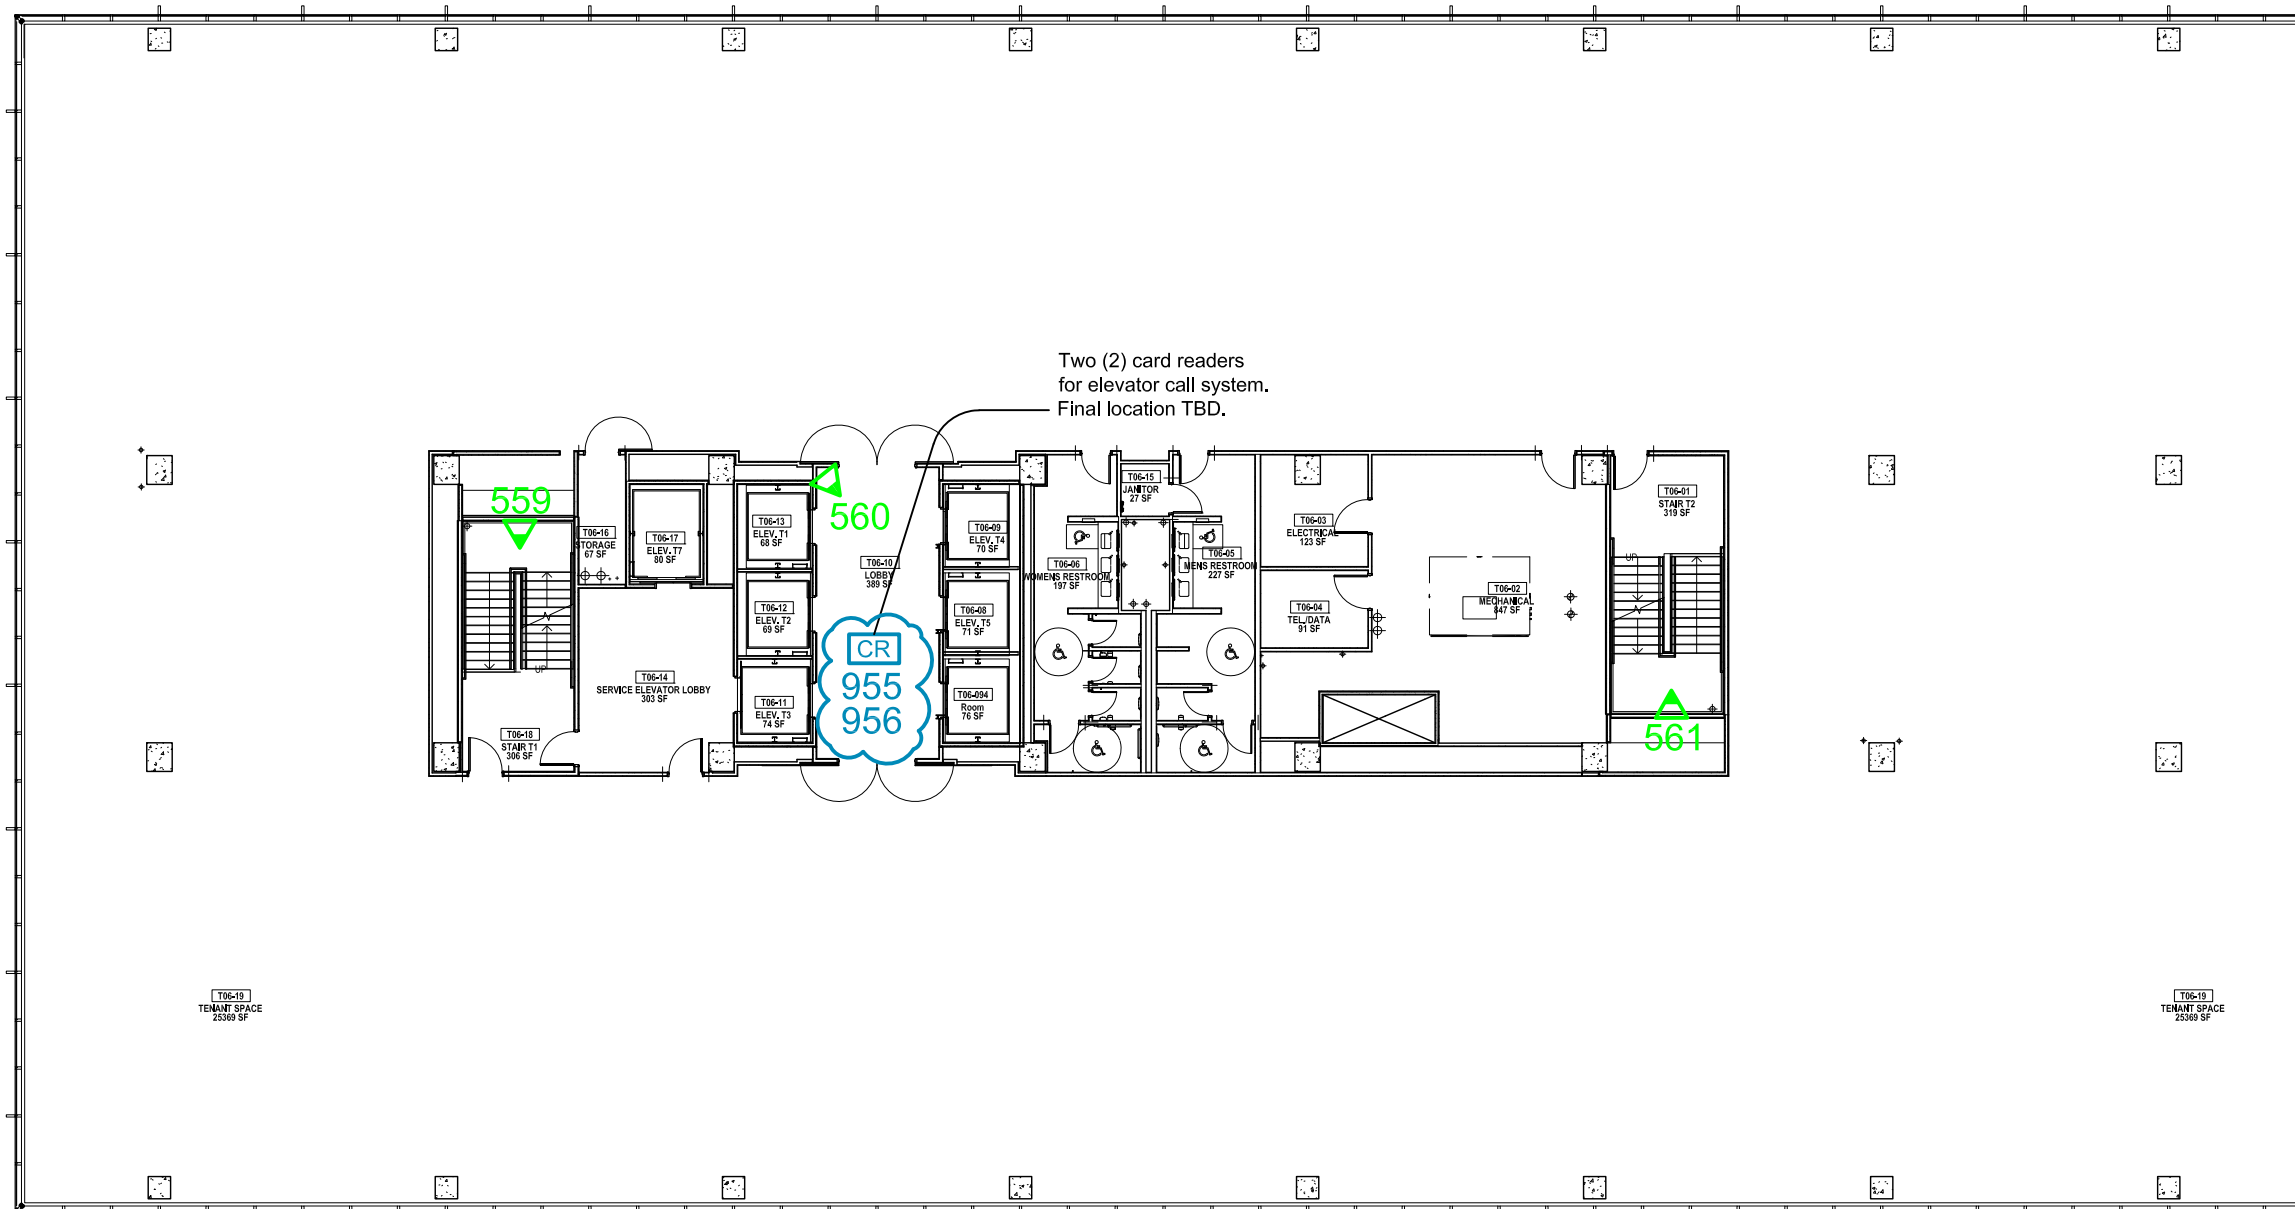 Two (2) card readers
for elevator call system.
Final location TBD.
559
560
T06-16
STORAGE
67 SF
T06-17
ELEV. T7
80 SF
T06-13
ELEV. T1
68 SF
T06-10
LOBBY
389 SF
T06-09
ELEV. T4
70 SF
T06-15
JANITOR
27 SF
T06-06
WOMENS RESTROOM
197 SF
T06-05
MENS RESTROOM
227 SF
T06-03
ELECTRICAL
123 SF
T06-04
TEL./DATA
91 SF
T06-02
MECHANICAL
847 SF
T06-01
STAIR T2
319 SF
UP
T06-12
ELEV. T2
69 SF
T06-08
ELEV. T5
71 SF
CR
955
956
UP
T06-14
SERVICE ELEVATOR LOBBY
303 SF
T06-11
ELEV. T3
74 SF
T06-094
Room
76 SF
T06-18
STAIR T1
306 SF
561
T06-19
TENANT SPACE
25369 SF
T06-19
TENANT SPACE
25369 SF